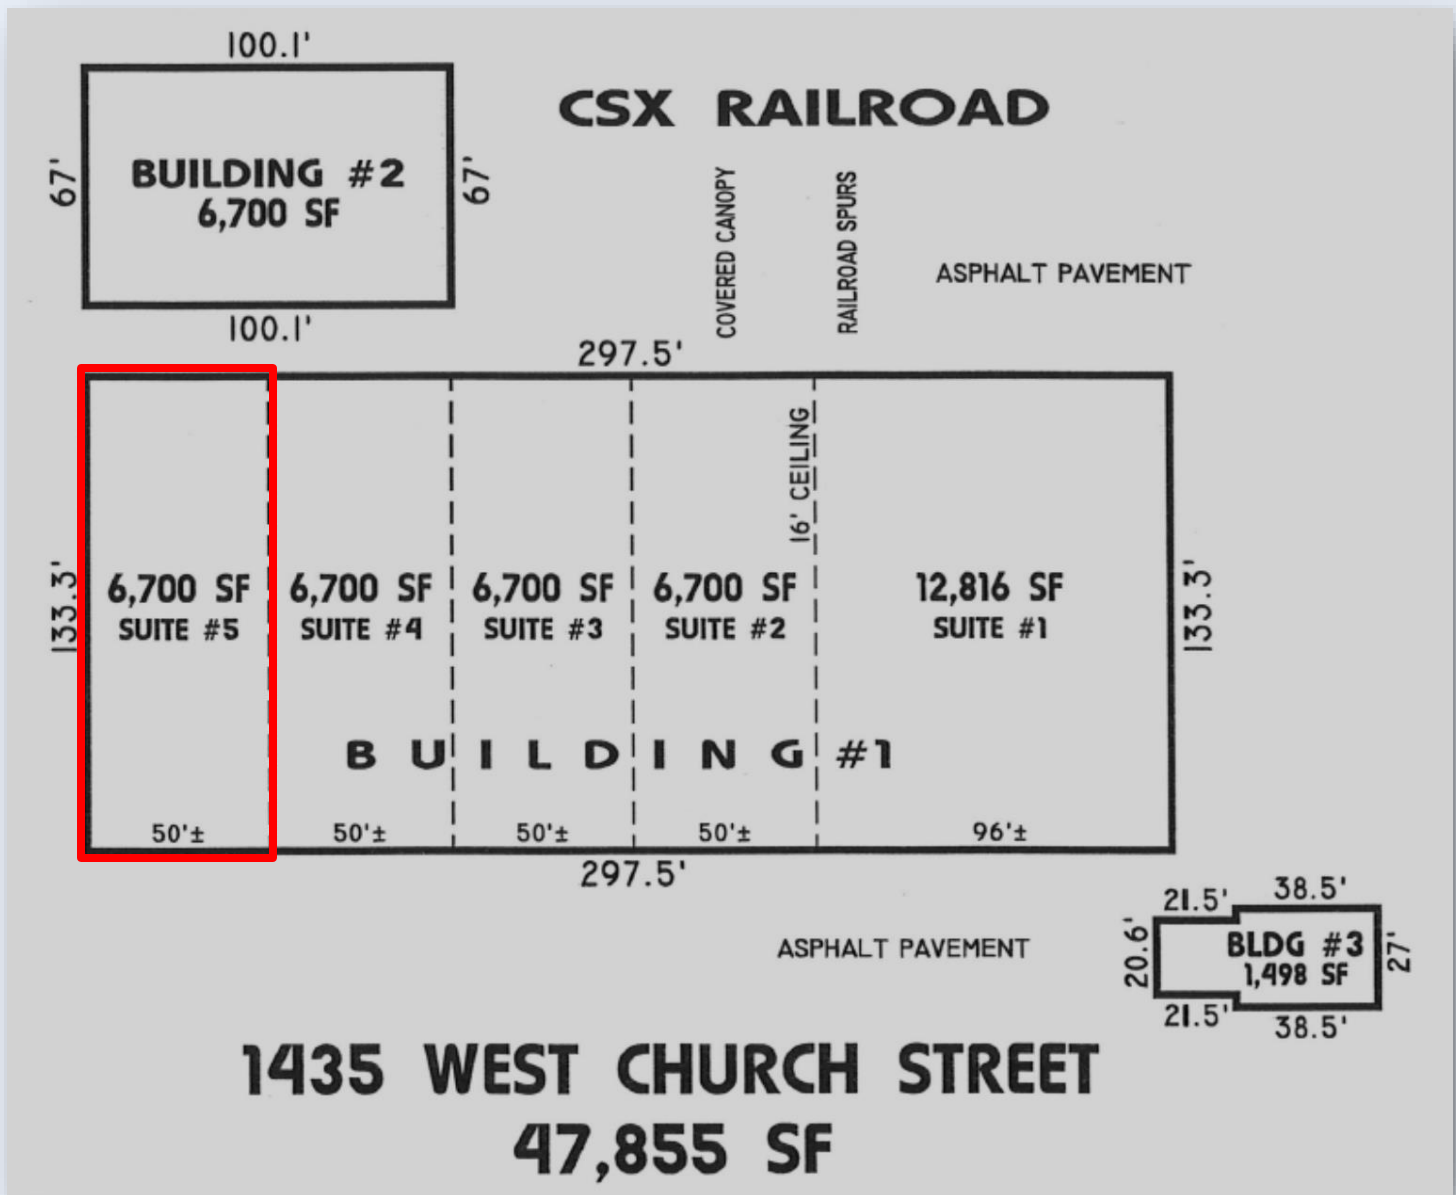 100.1'
CSX RAILROAD
67'
BUILDING #2
6,700 SF
67'
COVERED CANOPY
RAILROAD SPURS
ASPHALT PAVEMENT
100.1'
297.5'
16' CEILING
133.3'
6,700 SF
SUITE #5
6,700 SF
SUITE #4
6,700 SF
SUITE #3
6,700 SF
SUITE #2
12,816 SF
SUITE #1
133.3'
BUILDING #1
50'±
50'±
50'±
50'±
96'±
297.5'
21.5'
38.5'
20.6'
BLDG #3
1,498 SF
27'
21.5'
38.5'
ASPHALT PAVEMENT
1435 WEST CHURCH STREET
47,855 SF